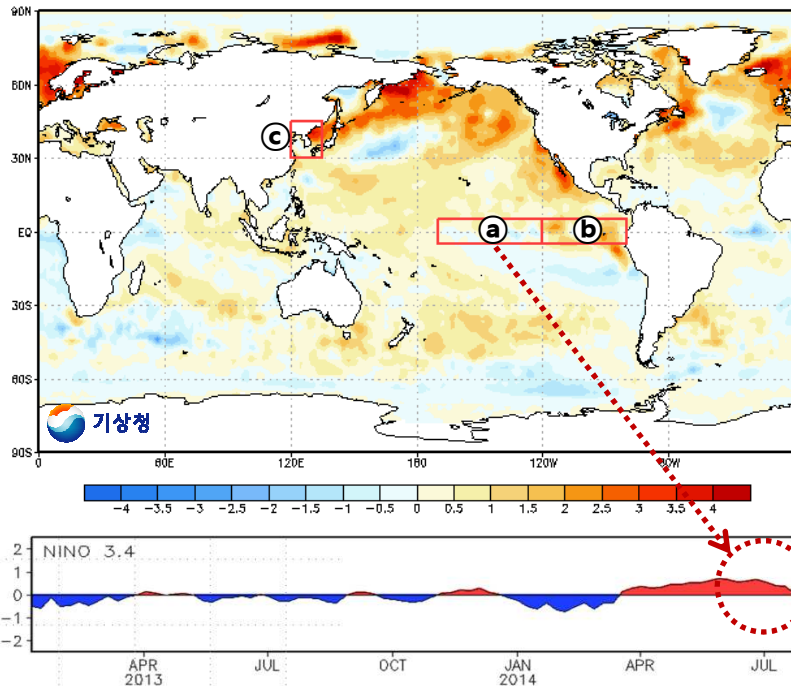 90N
60N
30N
EQ
30S
60S
90S
ⓒ
ⓐ
ⓑ
기상청
0
60E
120E
180
120W
60W
-4 -3.5 -3 -2.5 -2 -1.5 -1 -0.5 0 0.5 1 1.5 2 2.5 3 3.5 4
NINO 3.4
2
1
0
-1
-2
APR
2013
JUL
OCT
JAN
2014
APR
JUL